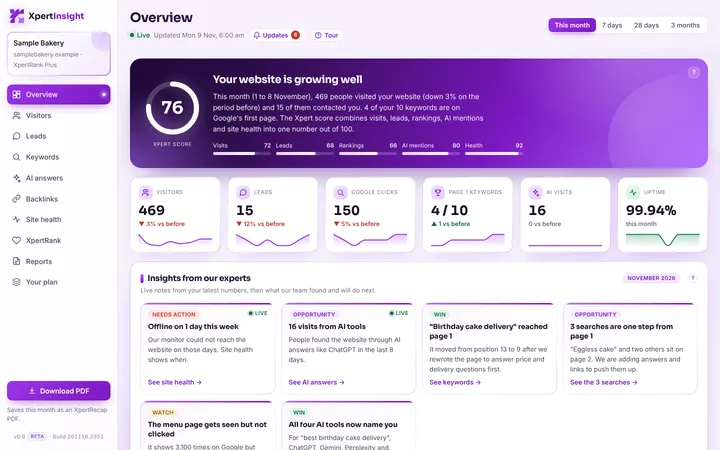 XpertInsight
Sample Bakery
samplebakery.example ·
XpertRank Plus
Overview
Visitors
Leads
Keywords
AI answers
Backlinks
Site health
XpertRank
Reports
Your plan
Download PDF
Saves this month as an XpertRecap
PDF.
v0.9 BETA · Build 261118.2351
Overview
Live Updated Mon 9 Nov, 6:00 am Updates 8 Tour
This month 7 days 28 days 3 months
76
XPERT SCORE
Your website is growing well
This month (1 to 8 November), 469 people visited your website (down 3% on the
period before) and 15 of them contacted you. 4 of your 10 keywords are on
Google's first page. The Xpert score combines visits, leads, rankings, AI mentions
and site health into one number out of 100.
Visits 72 Leads 68 Rankings 66 AI mentions 80 Health 92
?
VISITORS
469
▼ 3% vs before
LEADS
15
▼ 12% vs before
GOOGLE CLICKS
150
▼ 5% vs before
PAGE 1 KEYWORDS
4 / 10
▲ 1 vs before
AI VISITS
16
0 vs before
UPTIME
99.94%
this month
Insights from our experts
NOVEMBER 2026 ?
Live notes from your latest numbers, then what our team found and will do next.
NEEDS ACTION LIVE
Offline on 1 day this week
Our monitor could not reach the
website on those days. Site health
shows when.
See site health →
OPPORTUNITY LIVE
16 visits from AI tools
People found the website through AI
answers like ChatGPT in the last 8
days.
See AI answers →
WIN
"Birthday cake delivery" reached
page 1
It moved from position 13 to 9 after we
rewrote the page to answer price and
delivery questions first.
See keywords →
OPPORTUNITY
3 searches are one step from
page 1
"Eggless cake" and two others sit on
page 2. We are adding answers and
links to push them up.
See the 3 searches →
WATCH
The menu page gets seen but not
clicked
It shows 3,100 times on Google but
WIN
All four AI tools now name you
For "best birthday cake delivery",
ChatGPT, Gemini, Perplexity and